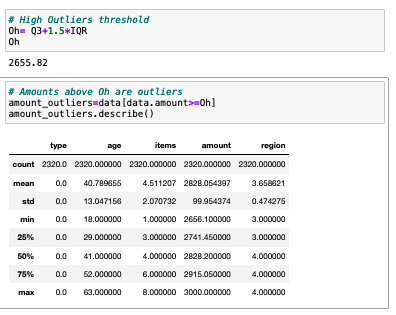 # High Outliers threshold
Oh= Q3+1.5*IQR
Oh
2655.82
# Amounts above Oh are outliers
amount_outliers=data[data.amount>=Oh]
amount_outliers.describe()
type age items amount region
count 2320.0 2320.000000 2320.000000 2320.000000 2320.000000
mean 0.0 40.789655 4.511207 2828.054397 3.658621
std 0.0 13.047156 2.070732 99.954374 0.474275
min 0.0 18.000000 1.000000 2656.100000 3.000000
25% 0.0 29.000000 3.000000 2741.450000 3.000000
50% 0.0 41.000000 4.000000 2828.200000 4.000000
75% 0.0 52.000000 6.000000 2915.050000 4.000000
max 0.0 63.000000 8.000000 3000.000000 4.000000